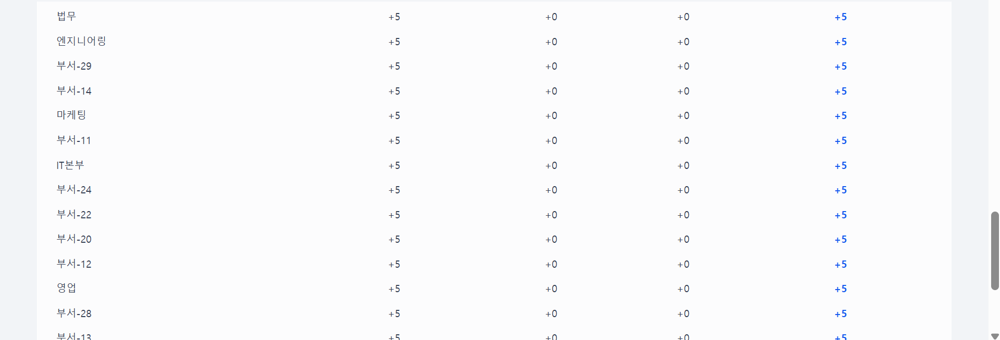 법무 +5 +0 +0 +5
엔지니어링 +5 +0 +0 +5
부서-29 +5 +0 +0 +5
부서-14 +5 +0 +0 +5
마케팅 +5 +0 +0 +5
부서-11 +5 +0 +0 +5
IT본부 +5 +0 +0 +5
부서-24 +5 +0 +0 +5
부서-22 +5 +0 +0 +5
부서-20 +5 +0 +0 +5
부서-12 +5 +0 +0 +5
영업 +5 +0 +0 +5
부서-28 +5 +0 +0 +5
부서-13 +5 +0 +0 +5